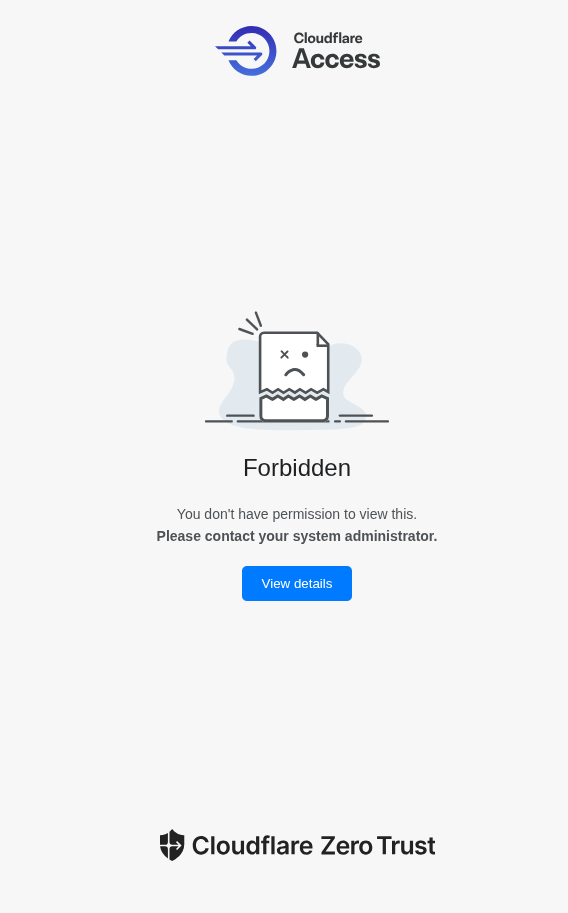 Cloudflare
Access
Forbidden
You don't have permission to view this.
Please contact your system administrator.
View details
Cloudflare Zero Trust